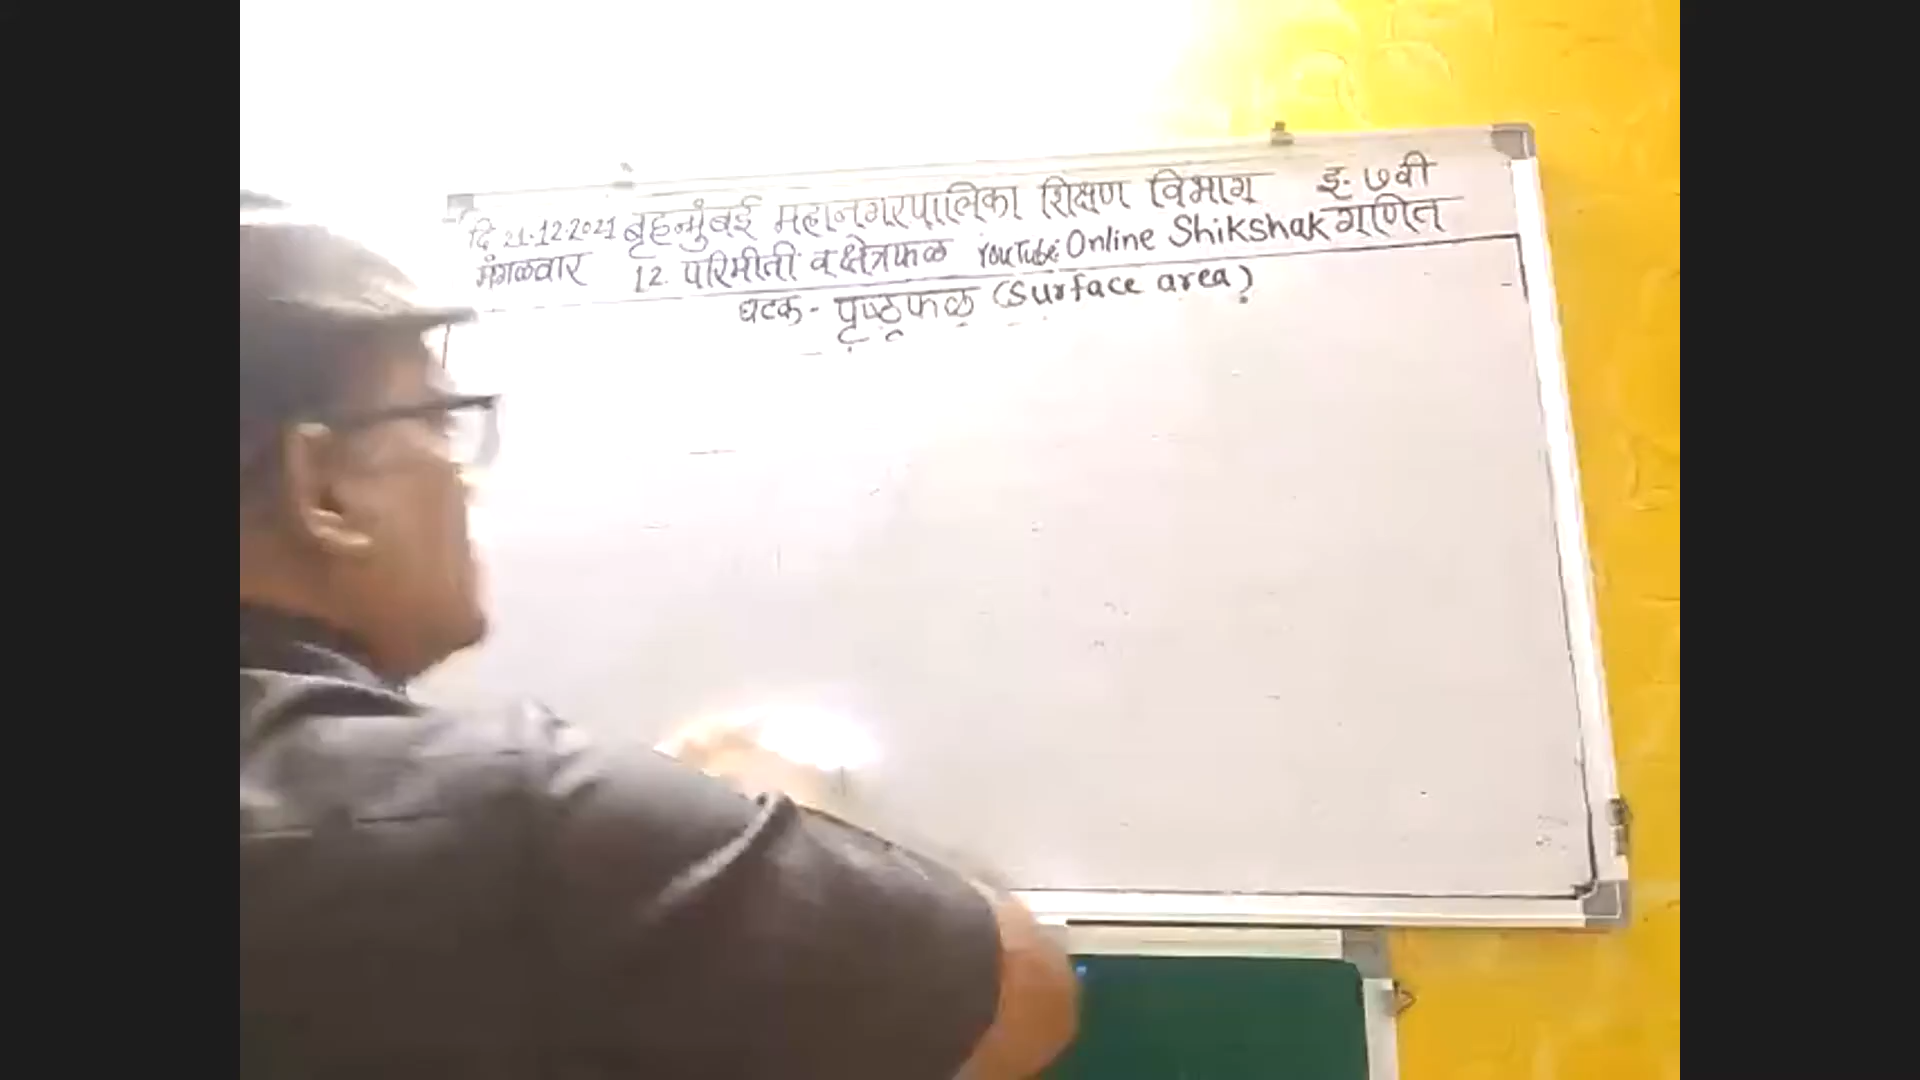 बृहन्मुंबई महानगरपालिका शिक्षण विभाग इ. ७वी
दि 21.12.2021
मंगळवार 12. परिमीती व क्षेत्रफळ YouTube: Online Shikshak गणित
घटक - पृष्ठफळ (Surface area)